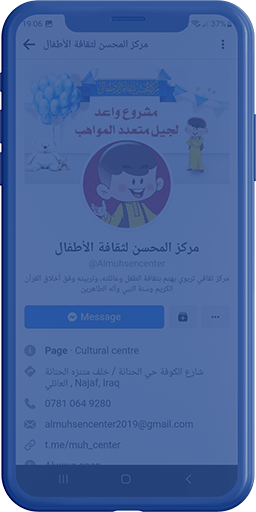 19:06
37%
مركز المحسن لثقافة الأطفال
مشروع واعد
لجيل متعدد المواهب
مركز المحسن لثقافة الأطفال
@Almuhsencenter
مركز ثقافي تربوي يهتم بثقافة الطفل وعائلته، وتربيته وفق أخلاق القرآن
الكريم وسنة النبي وآله الطاهرين
Message
Page · Cultural centre
شارع الكوفة حي الحنانة / خلف منتزه الحنانة
العائلي , Najaf, Iraq
0781 064 9280
almuhsencenter2019@gmail.com
t.me/muh_center